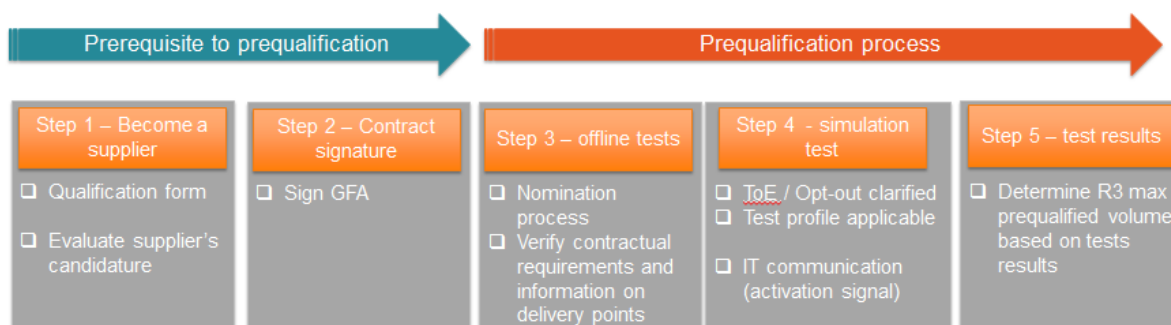 Prerequisite to prequalification
Prequalification process
Step 1 – Become a
supplier
❑ Qualification form
❑ Evaluate supplier's
candidature
Step 2 – Contract
signature
❑ Sign GFA
Step 3 – offline tests
❑ Nomination
process
❑ Verify contractual
requirements and
information on
delivery points
Step 4 - simulation
test
❑ ToE / Opt-out clarified
❑ Test profile applicable
❑ IT communication
(activation signal)
Step 5 – test results
❑ Determine R3 max
prequalified volume
based on tests
results